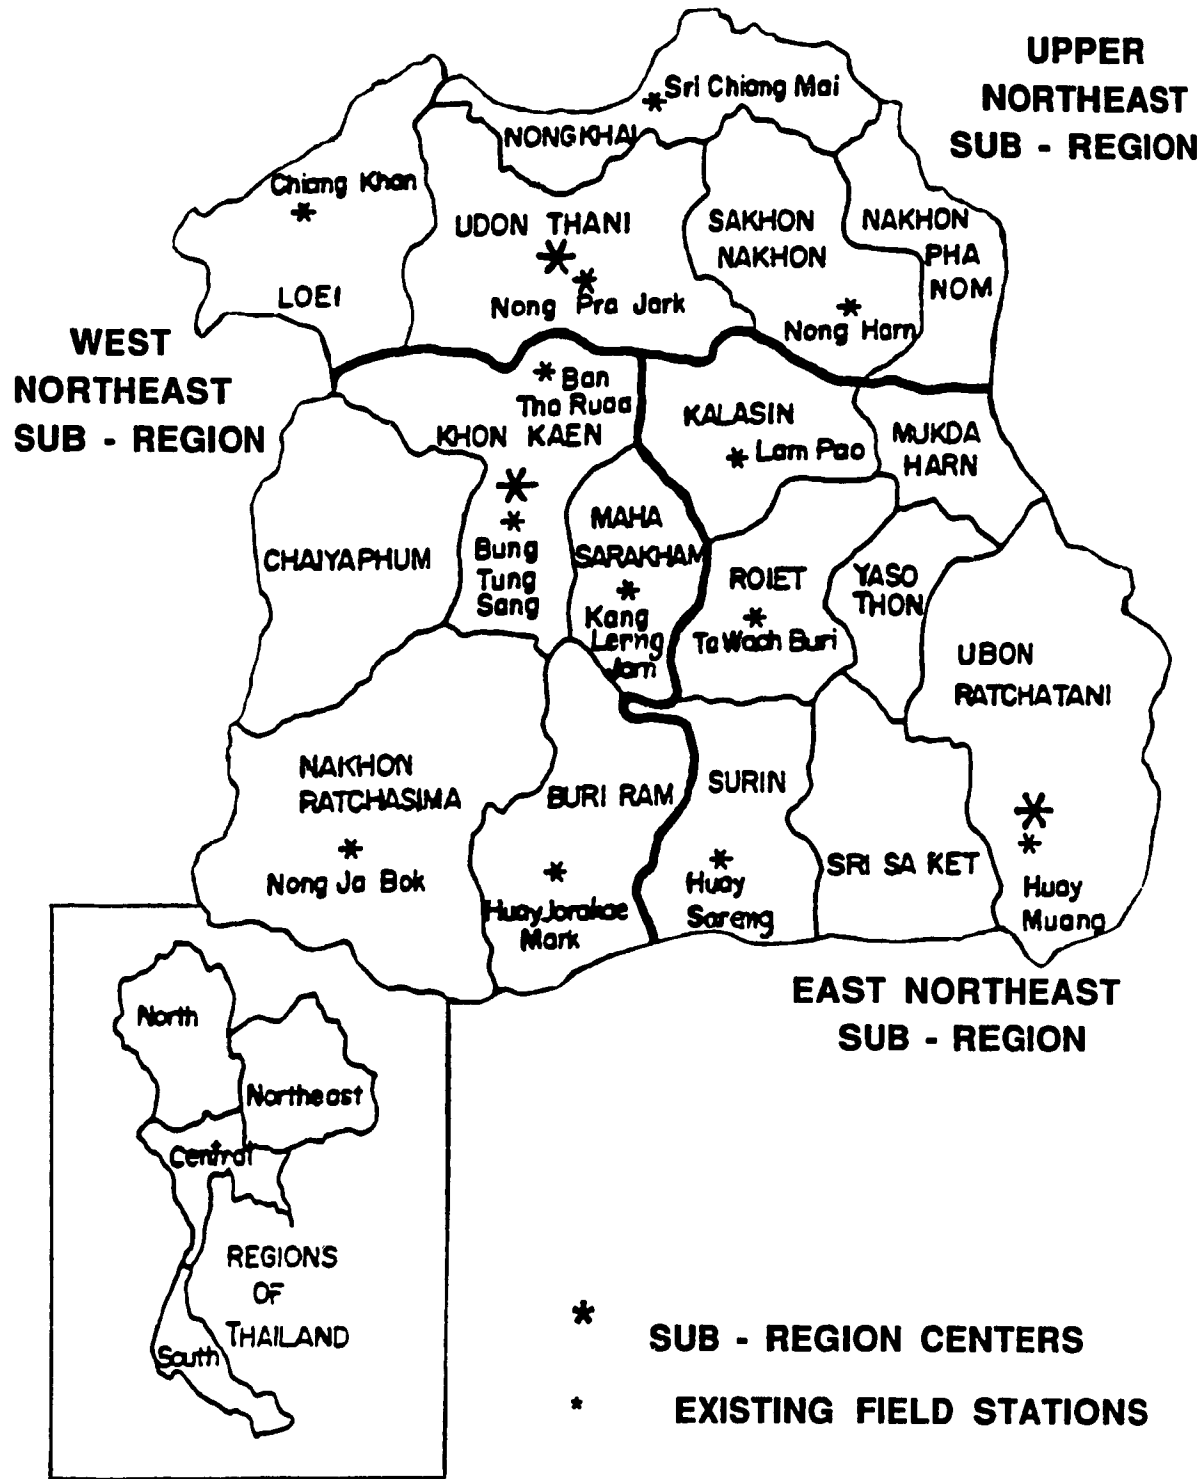 UPPER
NORTHEAST
SUB - REGION
Sri Chiang Mai
NONGKHAI
Chiang Khan
UDON THANI
SAKHON
NAKHON
NAKHON
PHA
NOM
LOEI
Nong Pra Jark
Nong Harn
WEST
NORTHEAST
SUB - REGION
Ban
Tha Ruaa
KHON KAEN
KALASIN
Lam Pao
MUKDA
HARN
CHAIYAPHUM
Bung
Tung
Sang
MAHA
SARAKHAM
Kang
Lerng
Jarn
ROIET
Ta Wach Buri
YASO
THON
UBON
RATCHATANI
NAKHON
RATCHASIMA
BURI RAM
SURIN
Nong Ja Bok
Huay Jorakae
Mark
Huay
Sareng
SRI SA KET
Huay
Muang
EAST NORTHEAST
SUB - REGION
North
Northeast
Central
REGIONS
OF
THAILAND
South
* SUB - REGION CENTERS
* EXISTING FIELD STATIONS